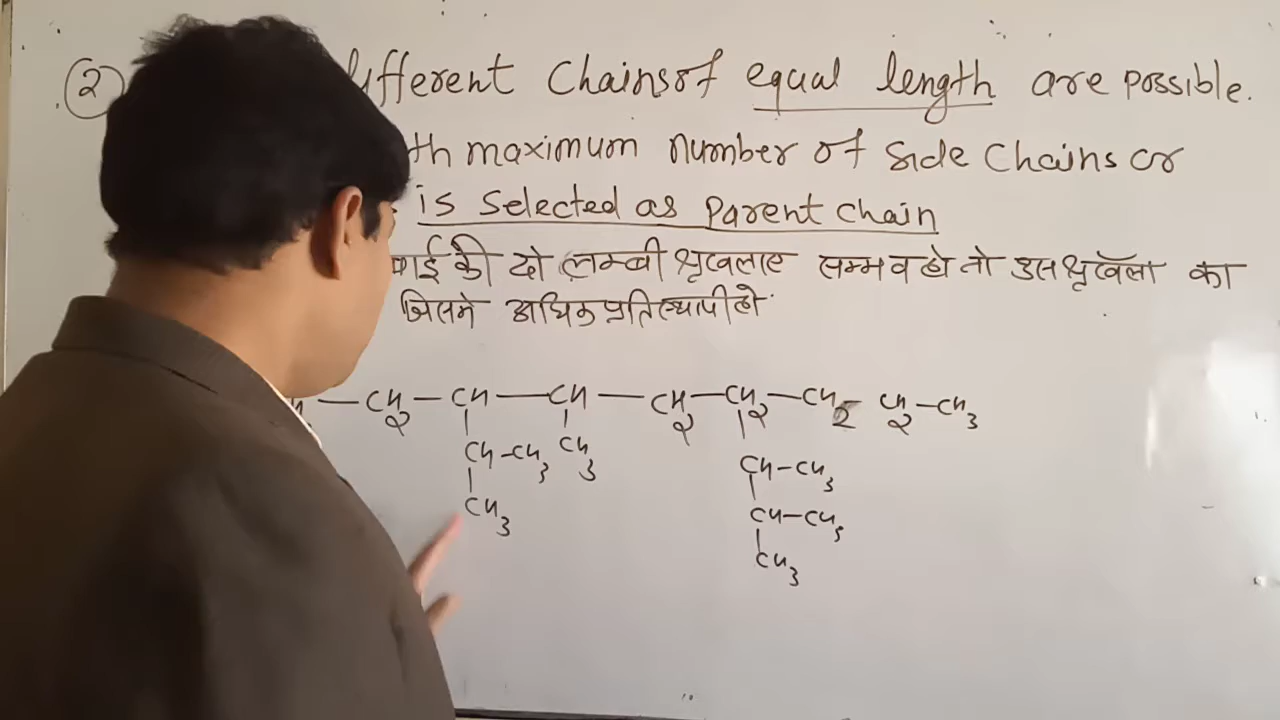 ② different Chains of equal length are possible.
th maximum number of Side Chains or
is Selected as Parent Chain
की दो लम्बी श्रृंखलाए सम्भव हो तो उस श्रृंखला का
जिसमे अधिक प्रतिस्थापी हो
— CH2 — CH — CH — CH2 — CH2 — CH2 — CH2 — CH3
CH — CH3 CH3 CH — CH3
CH3 CH — CH3
CH3